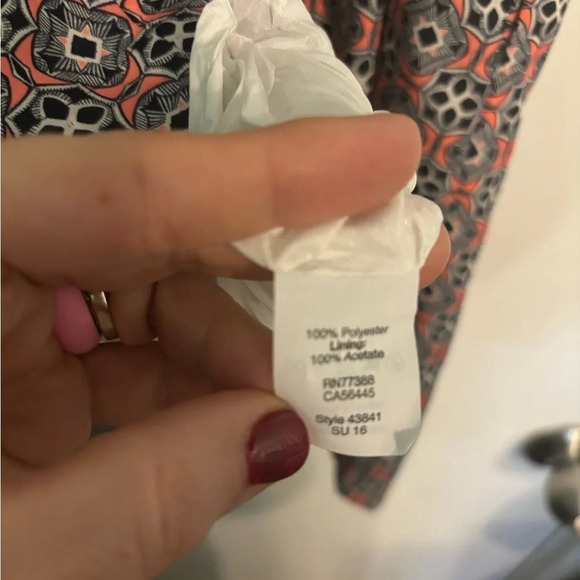 100% Polyester
Lining:
100% Acetate
RN77388
CA56445
Style 43841
SU 16